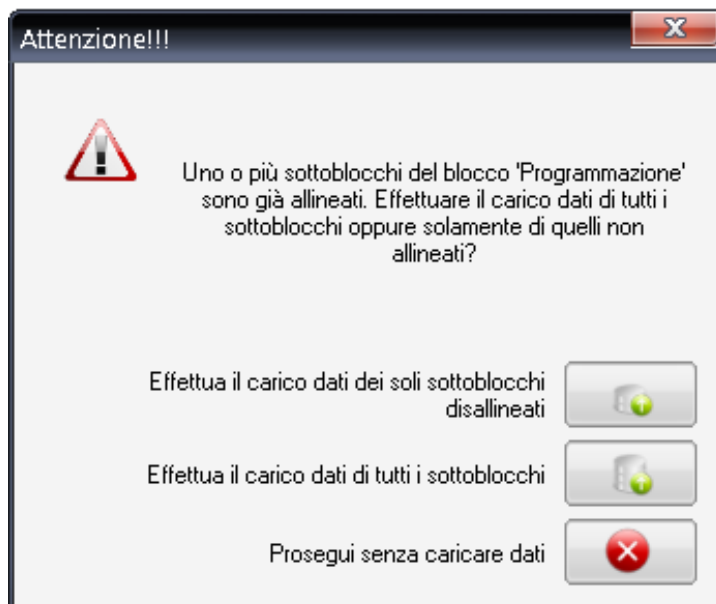 Attenzione!!!
Uno o più sottoblocchi del blocco 'Programmazione'
sono già allineati. Effettuare il carico dati di tutti i
sottoblocchi oppure solamente di quelli non
allineati?
Effettua il carico dati dei soli sottoblocchi
disallineati
Effettua il carico dati di tutti i sottoblocchi
Prosegui senza caricare dati